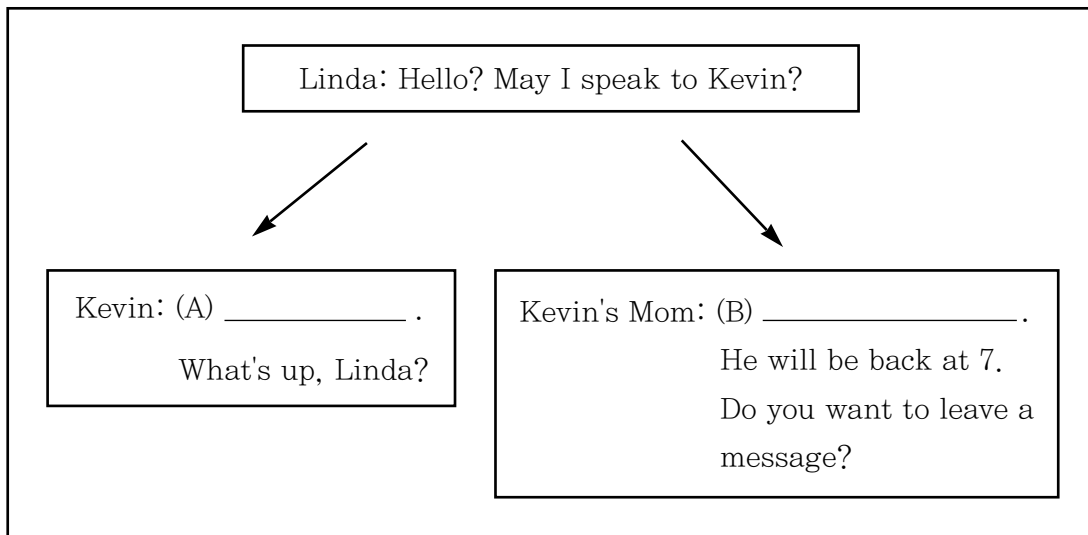 Linda: Hello? May I speak to Kevin?
Kevin: (A) ____________ .
What's up, Linda?
Kevin's Mom: (B) _________________ .
He will be back at 7.
Do you want to leave a
message?